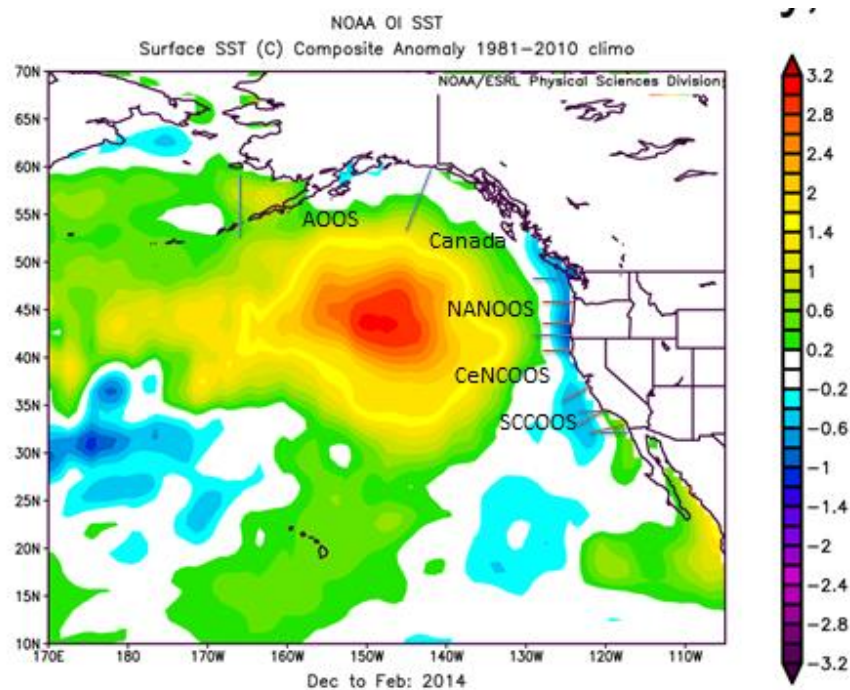 NOAA OI SST
Surface SST (C) Composite Anomaly 1981-2010 climo
NOAA/ESRL Physical Sciences Division
70N
65N
60N
55N
50N
45N
40N
35N
30N
25N
20N
15N
10N
AOOS
Canada
NANOOS
CeNCOOS
SCCOOS
170E 180 170W 160W 150W 140W 130W 120W 110W
Dec to Feb: 2014
3.2
2.8
2.4
2
1.4
1
0.6
0.2
-0.2
-0.6
-1
-1.4
-2
-2.4
-2.8
-3.2